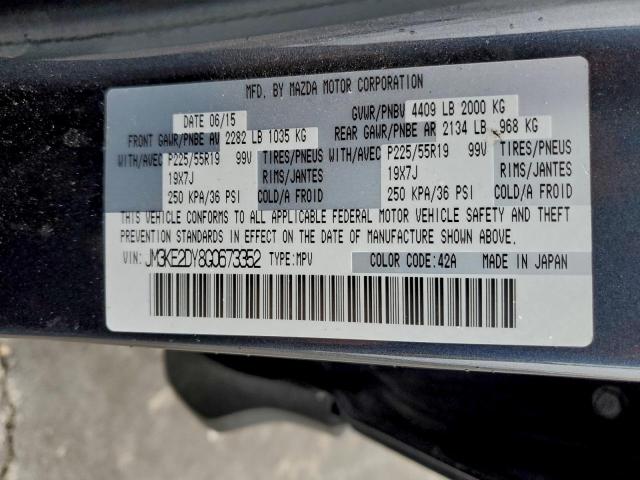 MFD. BY MAZDA MOTOR CORPORATION
DATE 06/15 GVWR/PNBV 4409 LB 2000 KG
FRONT GAWR/PNBE AV 2282 LB 1035 KG REAR GAWR/PNBE AR 2134 LB 968 KG
WITH/AVEC P225/55R19 99V TIRES/PNEUS WITH/AVEC P225/55R19 99V TIRES/PNEUS
19X7J RIMS/JANTES 19X7J RIMS/JANTES
250 KPA/36 PSI COLD/A FROID 250 KPA/36 PSI COLD/A FROID
THIS VEHICLE CONFORMS TO ALL APPLICABLE FEDERAL MOTOR VEHICLE SAFETY AND THEFT
PREVENTION STANDARDS IN EFFECT ON THE DATE OF MANUFACTURE SHOWN ABOVE.
VIN: JM3KE2DY8G0673352 TYPE:MPV COLOR CODE:42A MADE IN JAPAN